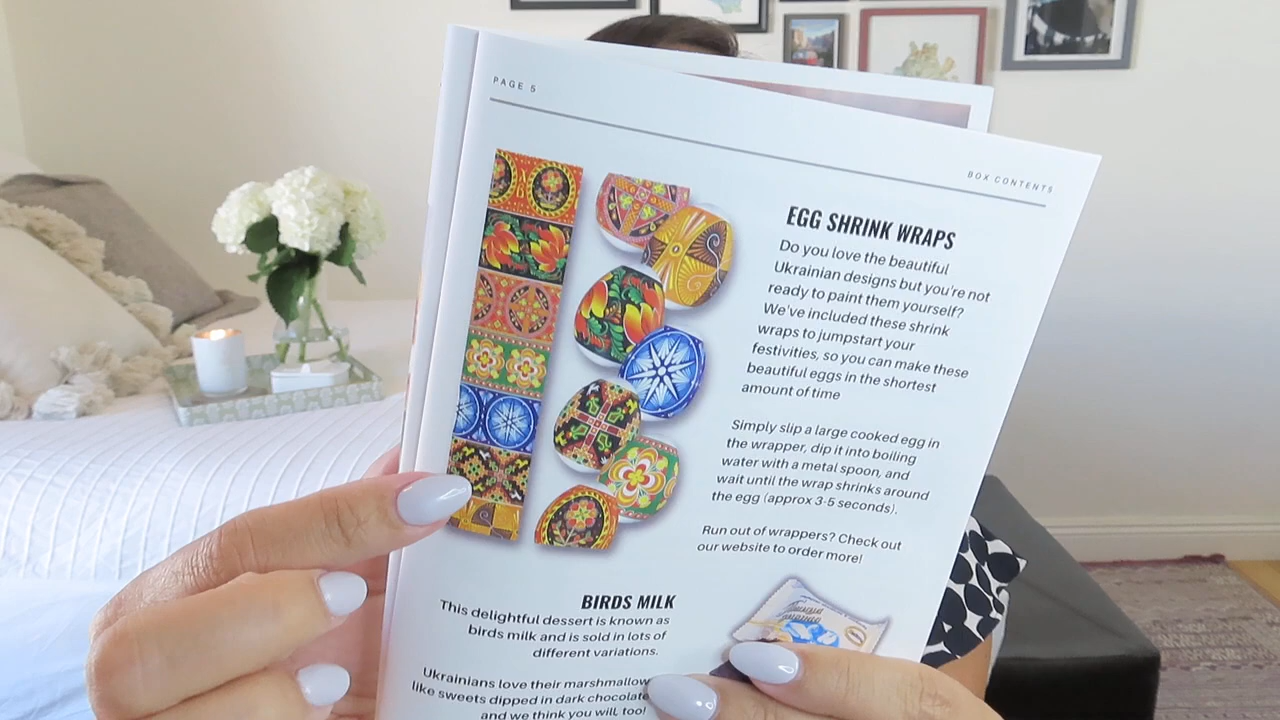 PAGE 5
BOX CONTENTS
EGG SHRINK WRAPS
Do you love the beautiful
Ukrainian designs but you're not
ready to paint them yourself?
We've included these shrink
wraps to jumpstart your
festivities, so you can make these
beautiful eggs in the shortest
amount of time
Simply slip a large cooked egg in
the wrapper, dip it into boiling
water with a metal spoon, and
wait until the wrap shrinks around
the egg (approx 3-5 seconds).
Run out of wrappers? Check out
our website to order more!
BIRDS MILK
This delightful dessert is known as
birds milk and is sold in lots of
different variations.
Ukrainians love their marshmallow
like sweets dipped in dark chocolate
and we think you will, too!